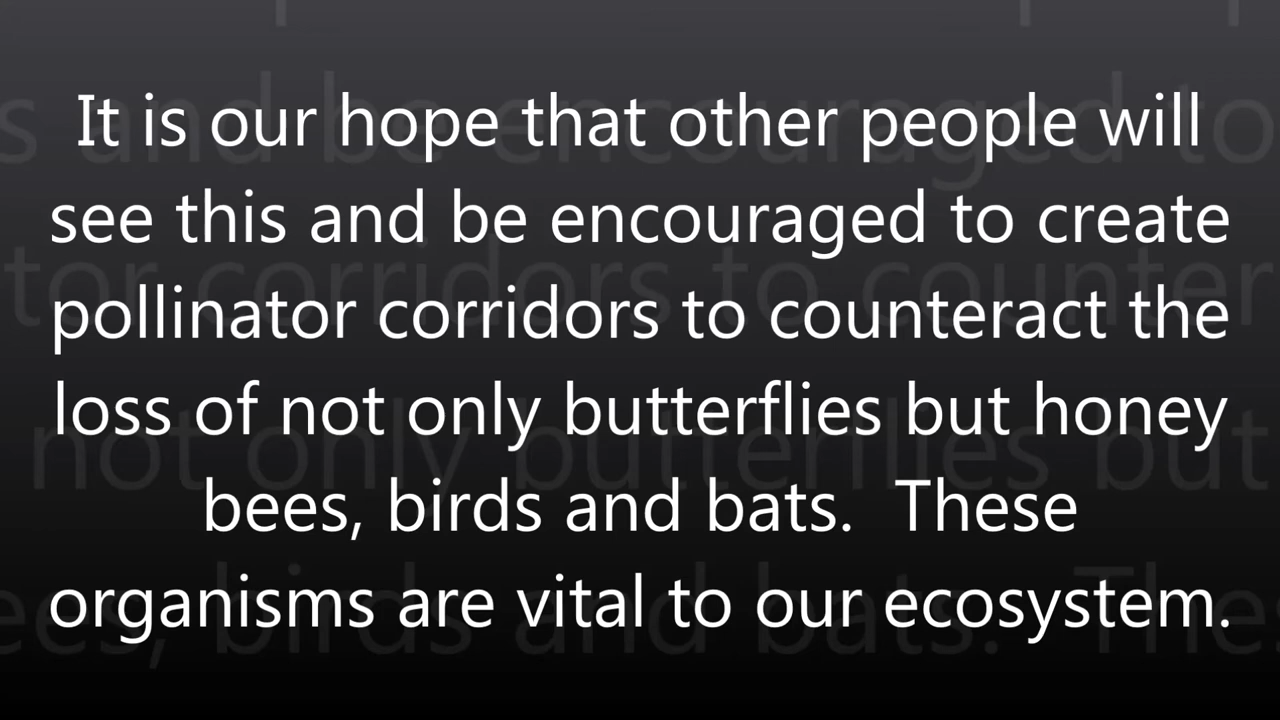 It is our hope that other people will
see this and be encouraged to create
pollinator corridors to counteract the
loss of not only butterflies but honey
bees, birds and bats.  These
organisms are vital to our ecosystem.